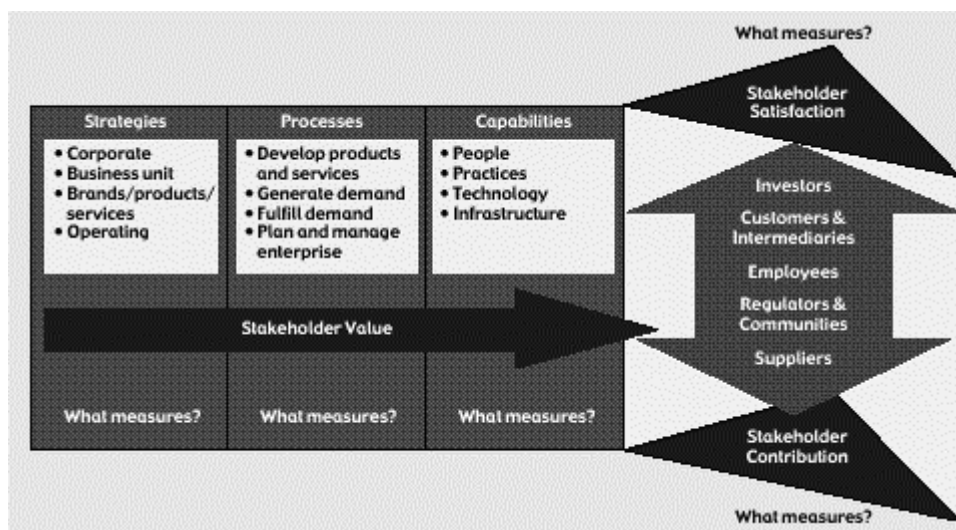 What measures?
Stakeholder
Satisfaction
Strategies
Processes
Capabilities
• Corporate
• Business unit
• Brands/products/
services
• Operating
• Develop products
and services
• Generate demand
• Fulfill demand
• Plan and manage
enterprise
• People
• Practices
• Technology
• Infrastructure
Investors
Customers &
Intermediaries
Employees
Regulators &
Communities
Suppliers
Stakeholder Value
What measures?
What measures?
What measures?
Stakeholder
Contribution
What measures?